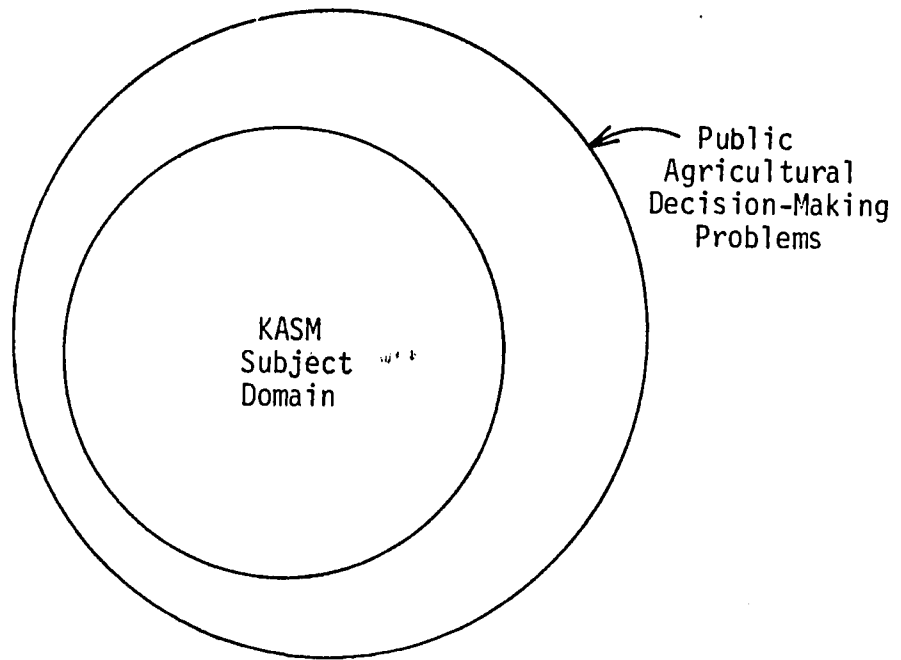 Public
Agricultural
Decision-Making
Problems
KASM
Subject
Domain